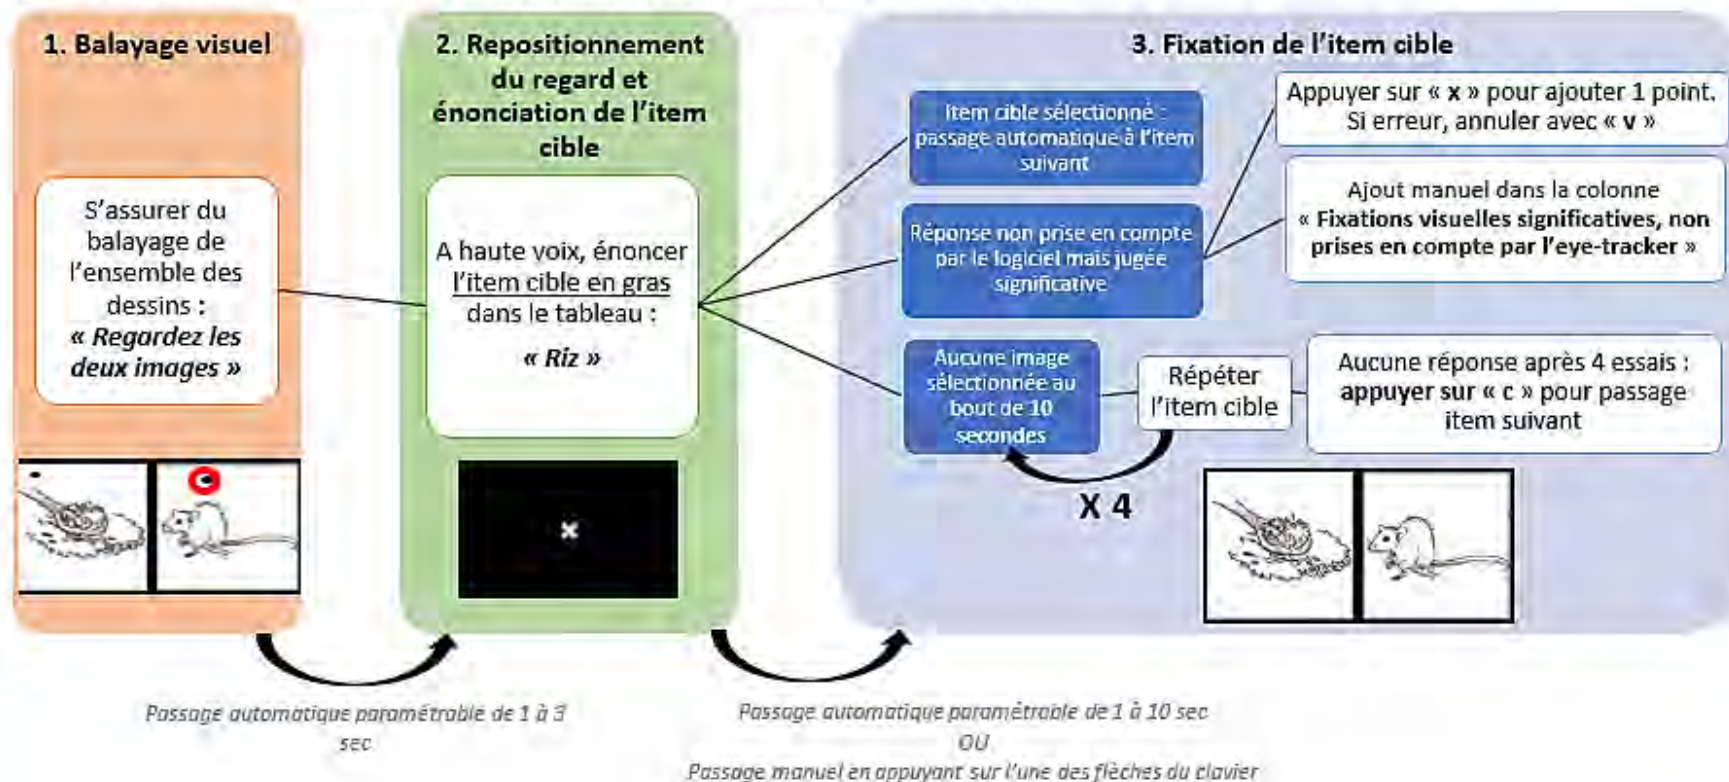 1. Balayage visuel
S'assurer du
balayage de
l'ensemble des
dessins :
« Regardez les
deux images »
2. Repositionnement
du regard et
énonciation de l'item
cible
A haute voix, énoncer
l'item cible en gras
dans le tableau :
« Riz »
3. Fixation de l'item cible
Item cible sélectionné :
passage automatique à l'item
suivant
Réponse non prise en compte
par le logiciel mais jugée
significative
Appuyer sur « x » pour ajouter 1 point.
Si erreur, annuler avec « v »
Ajout manuel dans la colonne
« Fixations visuelles significatives, non
prises en compte par l'eye-tracker »
Aucune image
sélectionnée au
bout de 10
secondes
Répéter
l'item cible
Aucune réponse après 4 essais :
appuyer sur « c » pour passage
item suivant
X 4
Passage automatique paramétrable de 1 à 3
sec
Passage automatique paramétrable de 1 à 10 sec
OU
Passage manuel en appuyant sur l'une des flèches du clavier